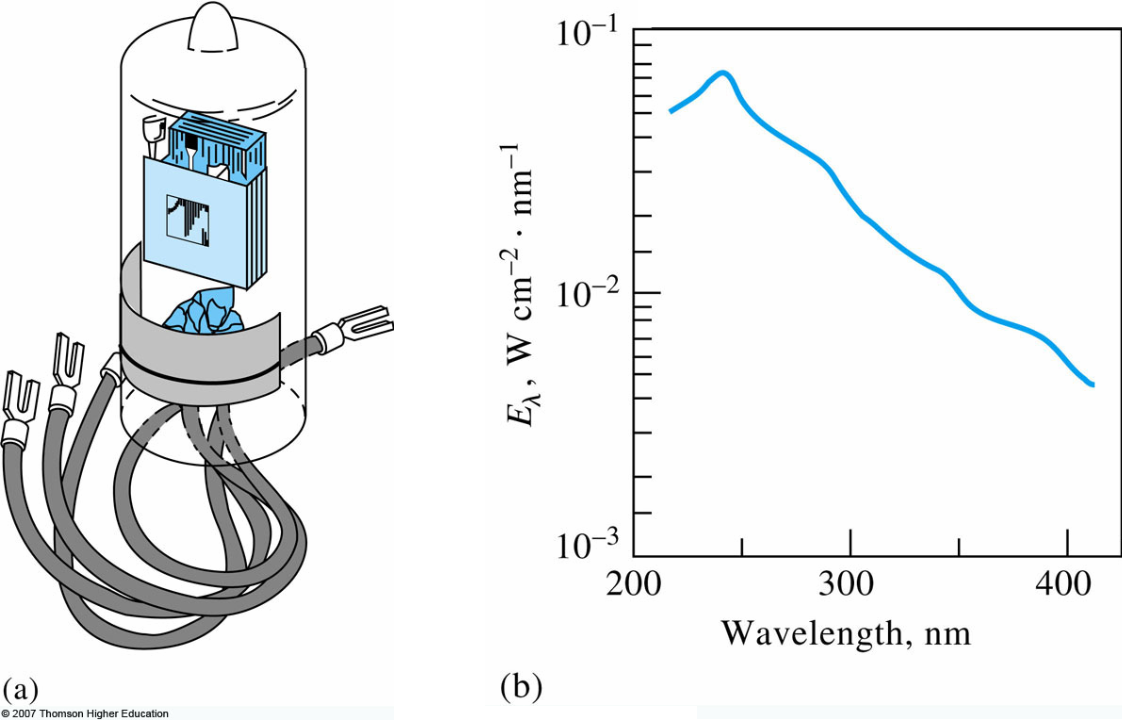 (a)
© 2007 Thomson Higher Education
10⁻¹
10⁻²
10⁻³
E_λ, W cm⁻² · nm⁻¹
200 300 400
Wavelength, nm
(b)